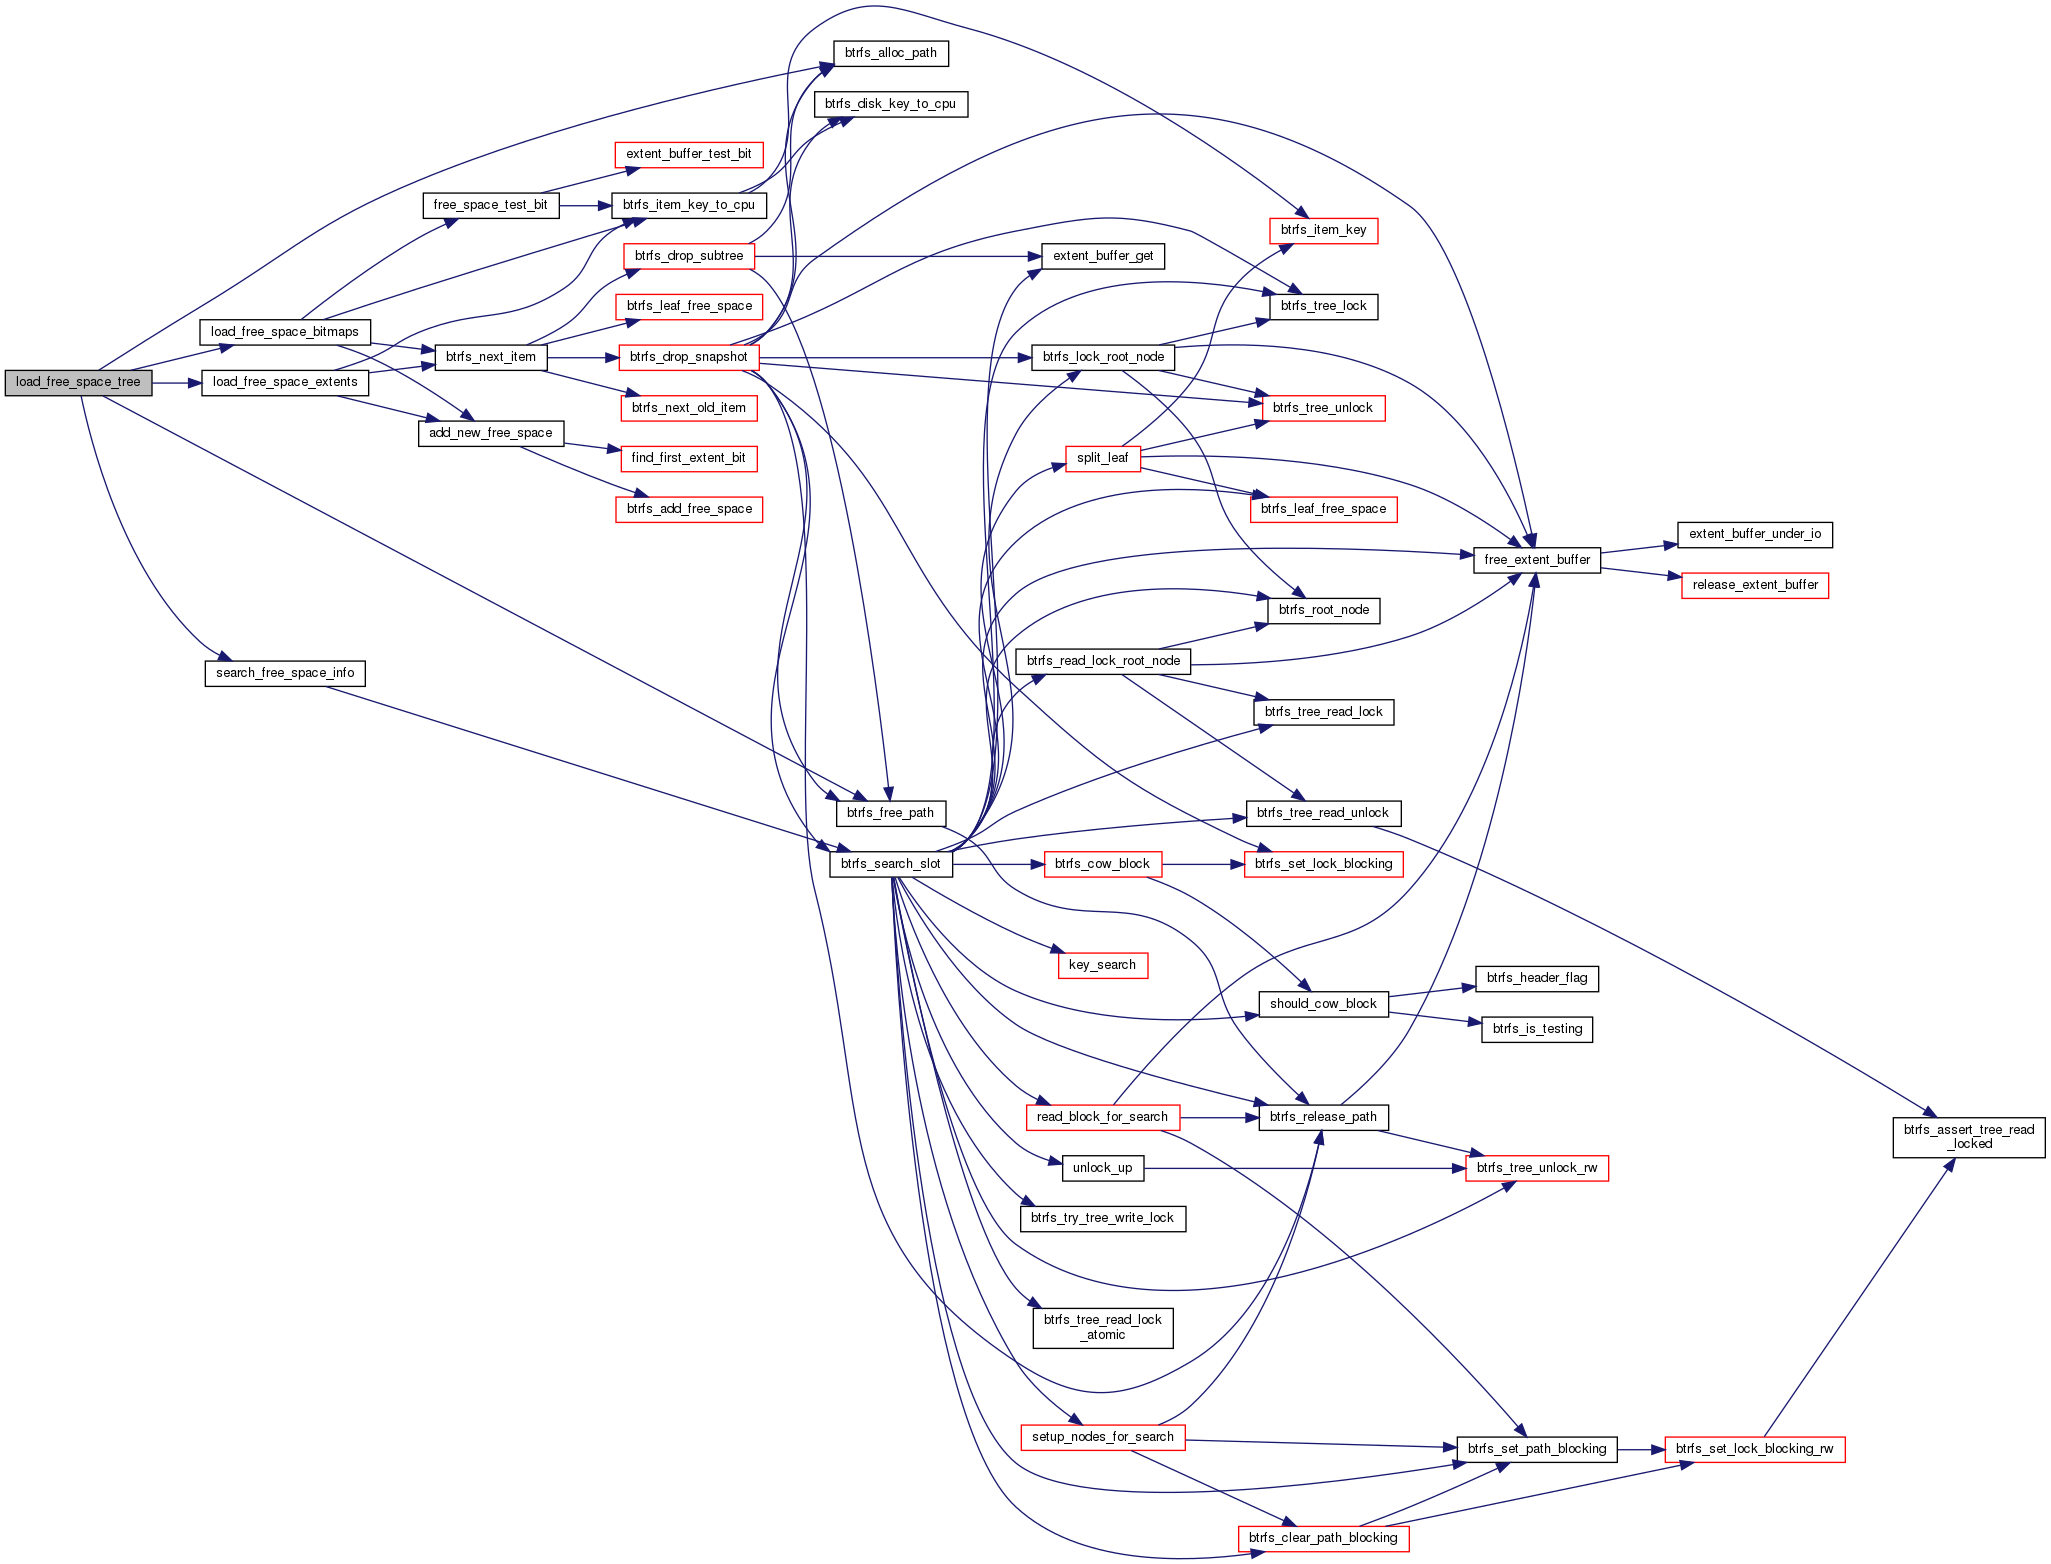 btrfs_alloc_path
btrfs_disk_key_to_cpu
extent_buffer_test_bit
free_space_test_bit
btrfs_item_key_to_cpu
btrfs_item_key
btrfs_drop_subtree
extent_buffer_get
btrfs_leaf_free_space
btrfs_tree_lock
load_free_space_bitmaps
btrfs_next_item
btrfs_drop_snapshot
btrfs_lock_root_node
load_free_space_tree
load_free_space_extents
btrfs_next_old_item
btrfs_tree_unlock
add_new_free_space
find_first_extent_bit
split_leaf
btrfs_add_free_space
btrfs_leaf_free_space
extent_buffer_under_io
free_extent_buffer
release_extent_buffer
btrfs_root_node
search_free_space_info
btrfs_read_lock_root_node
btrfs_tree_read_lock
btrfs_free_path
btrfs_tree_read_unlock
btrfs_search_slot
btrfs_cow_block
btrfs_set_lock_blocking
key_search
btrfs_header_flag
should_cow_block
btrfs_is_testing
read_block_for_search
btrfs_release_path
btrfs_assert_tree_read
_locked
unlock_up
btrfs_tree_unlock_rw
btrfs_try_tree_write_lock
btrfs_tree_read_lock
_atomic
setup_nodes_for_search
btrfs_set_path_blocking
btrfs_set_lock_blocking_rw
btrfs_clear_path_blocking